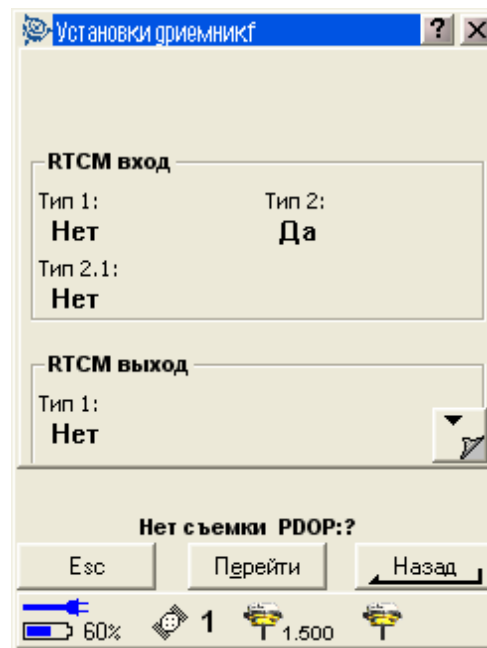 Установки gриемникf
? X
RTCM вход
Тип 1: Тип 2:
Нет Да
Тип 2.1:
Нет
RTCM выход
Тип 1:
Нет
Нет съемки PDOP:?
Esc Перейти Назад
60% 1 1.500